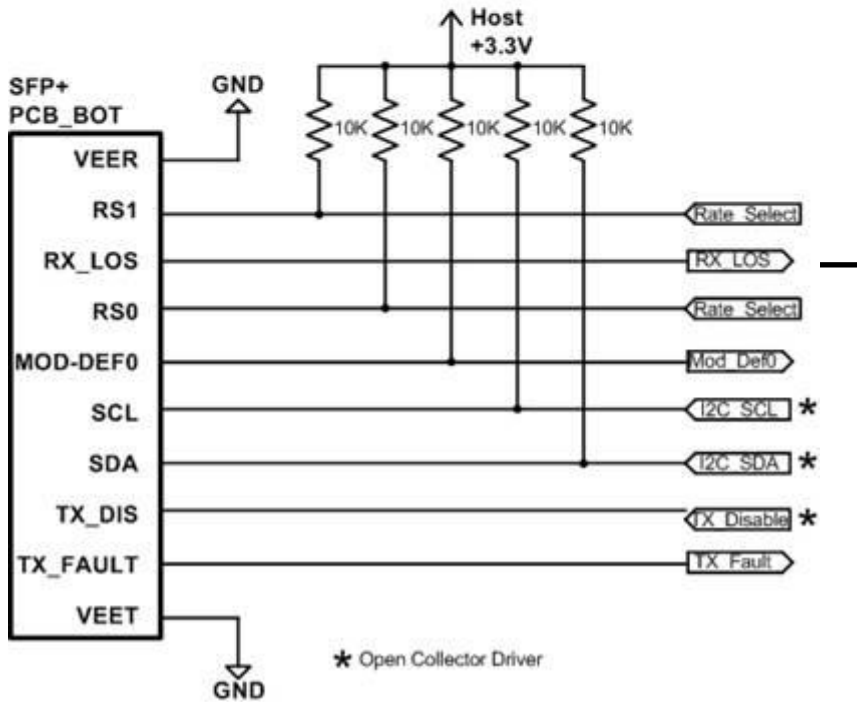 Host
+3.3V
SFP+
PCB_BOT
GND
10K 10K 10K 10K 10K
VEER
RS1 Rate_Select
RX_LOS RX_LOS
RS0 Rate_Select
MOD-DEF0 Mod_Def0
SCL I2C_SCL *
SDA I2C_SDA *
TX_DIS TX_Disable *
TX_FAULT TX_Fault
VEET
* Open Collector Driver
GND